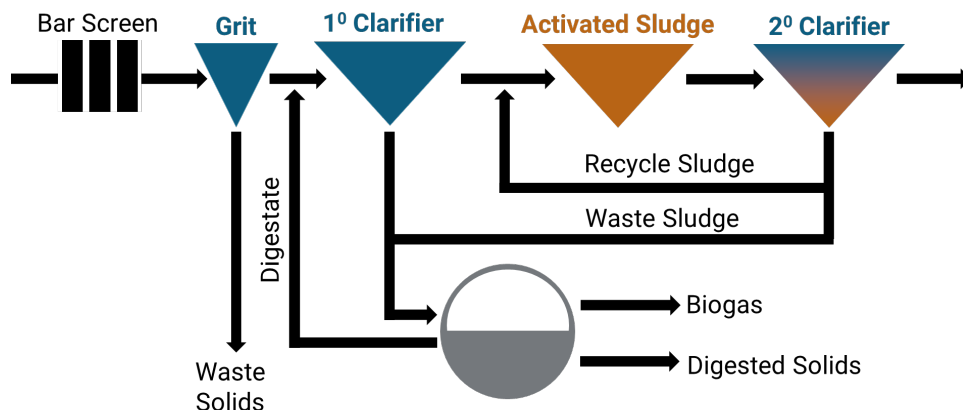 Bar Screen
Grit
1⁰ Clarifier
Activated Sludge
2⁰ Clarifier
Recycle Sludge
Waste Sludge
Digestate
Biogas
Digested Solids
Waste
Solids